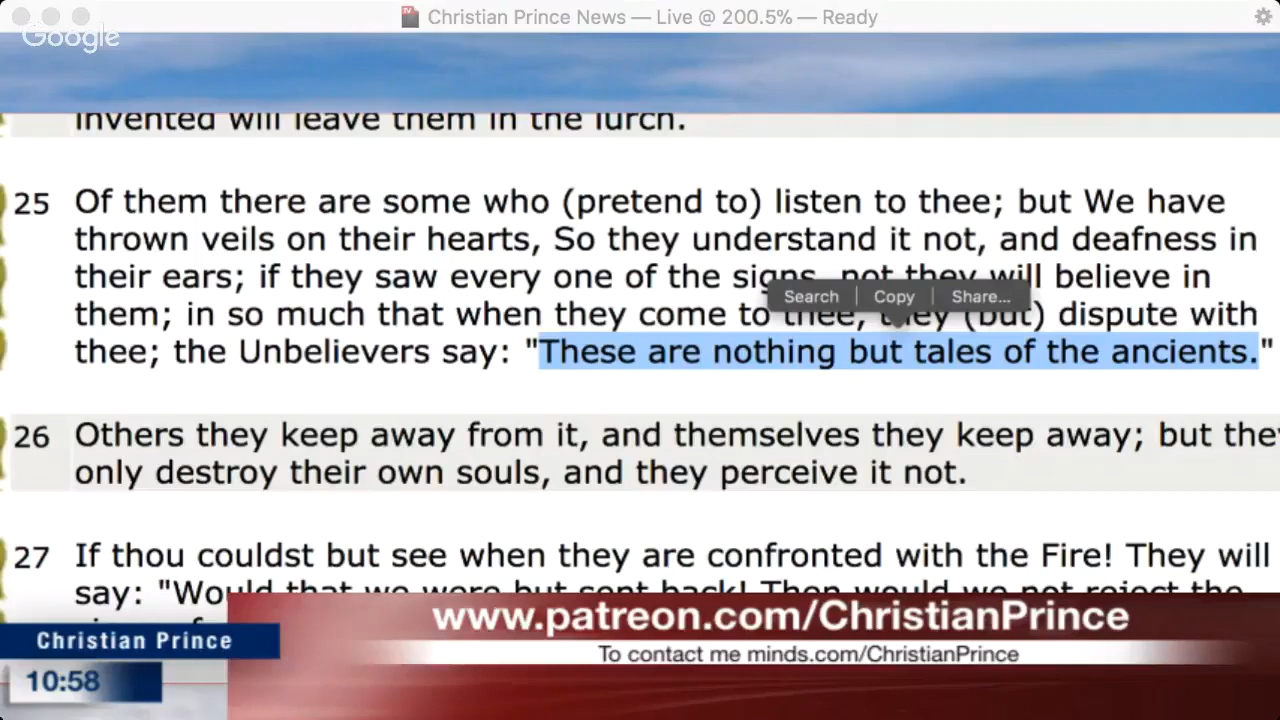 Christian Prince News — Live @ 200.5% — Ready
Google
invented will leave them in the lurch.
25 Of them there are some who (pretend to) listen to thee; but We have
thrown veils on their hearts, So they understand it not, and deafness in
their ears; if they saw every one of the signs, not they will believe in
Search Copy Share...
them; in so much that when they come to thee, they (but) dispute with
thee; the Unbelievers say: "These are nothing but tales of the ancients."
26 Others they keep away from it, and themselves they keep away; but they
only destroy their own souls, and they perceive it not.
27 If thou couldst but see when they are confronted with the Fire! They will
say: "Would that we were but sent back! Then would we not reject the
www.patreon.com/ChristianPrince
Christian Prince
To contact me minds.com/ChristianPrince
10:58